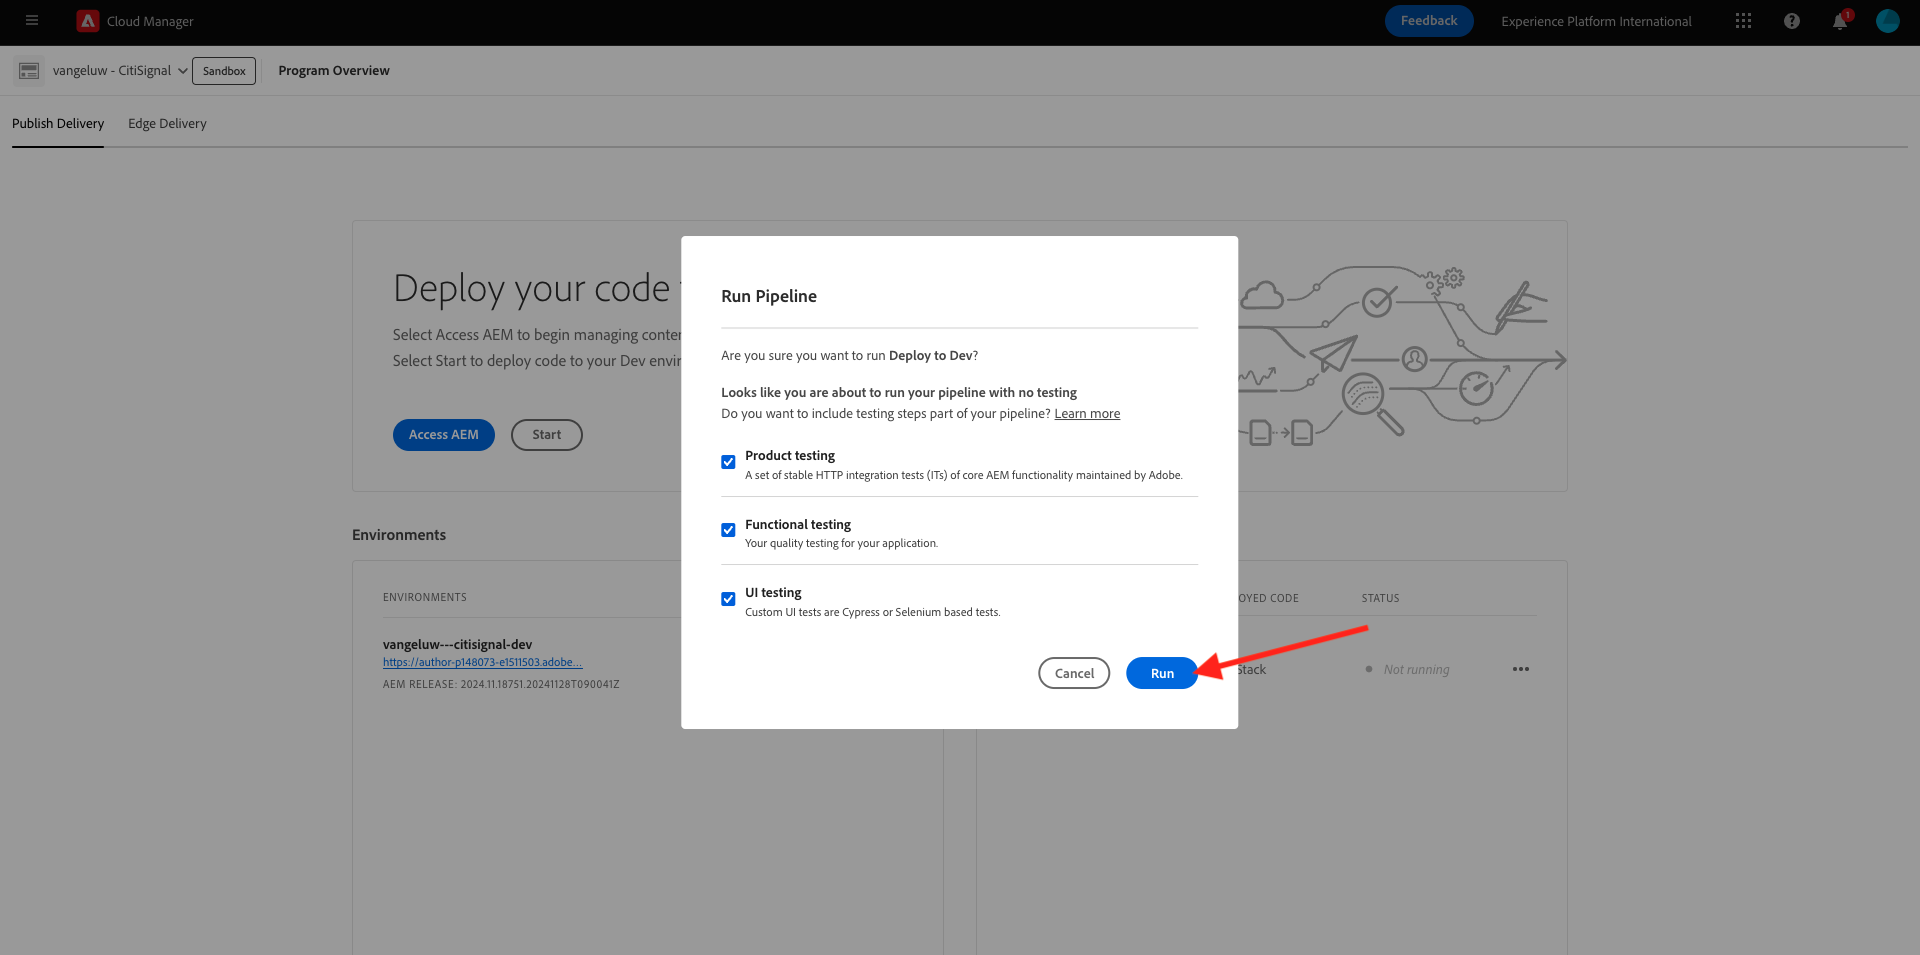 Cloud Manager
Feedback
Experience Platform International
1
vangeluw - CitiSignal
Sandbox
Program Overview
Publish Delivery
Edge Delivery
Deploy your code
Select Access AEM to begin managing
Select Start to deploy code to your Dev
Access AEM
Start
Run Pipeline
Are you sure you want to run Deploy to Dev?
Looks like you are about to run your pipeline with no testing
Do you want to include testing steps part of your pipeline? Learn more
Product testing
A set of stable HTTP integration tests (ITs) of core AEM functionality maintained by Adobe.
Functional testing
Your quality testing for your application.
UI testing
Custom UI tests are Cypress or Selenium based tests.
Cancel
Run
Environments
ENVIRONMENTS
vangeluw---citisignal-dev
https://author-p148073-e1511503.adobe...
AEM RELEASE: 2024.11.18751.20241128T090041Z
CODE
STATUS
Stack
Not running